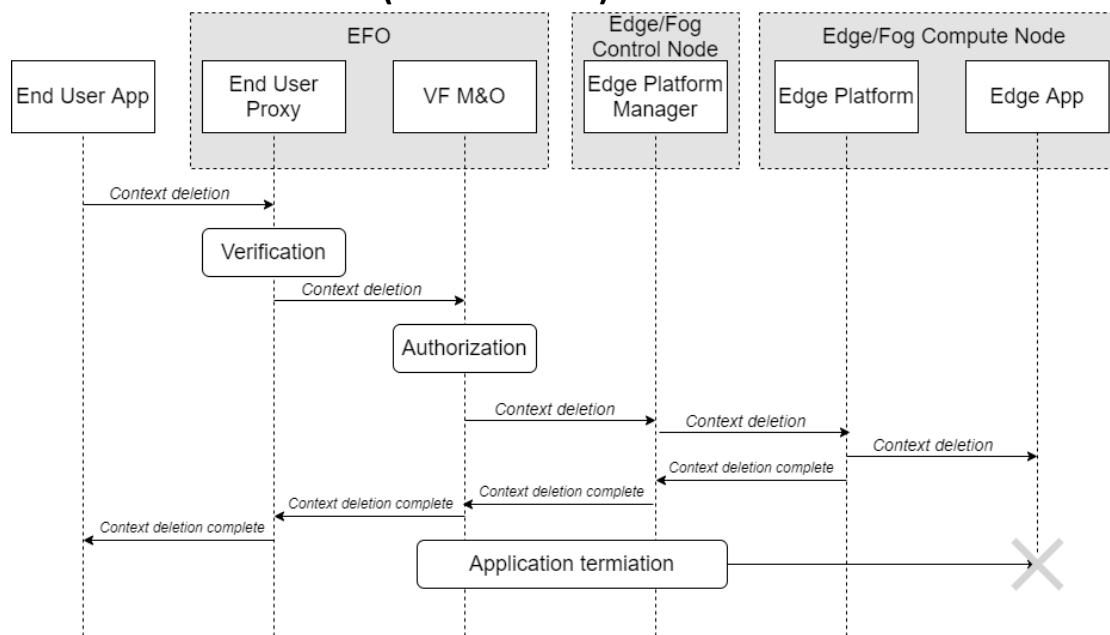 EFO
Edge/Fog
Control Node
Edge/Fog Compute Node
End User App
End User
Proxy
VF M&O
Edge Platform
Manager
Edge Platform
Edge App
Context deletion
Verification
Context deletion
Authorization
Context deletion
Context deletion
Context deletion
Context deletion complete
Context deletion complete
Context deletion complete
Context deletion complete
Application termiation